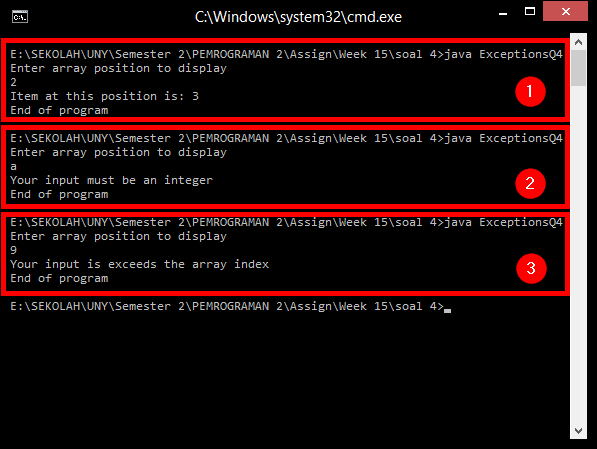 C:\Windows\system32\cmd.exe
E:\SEKOLAH\UNY\Semester 2\PEMROGRAMAN 2\Assign\Week 15\soal 4>java ExceptionsQ4
Enter array position to display
2
Item at this position is: 3
End of program
1
E:\SEKOLAH\UNY\Semester 2\PEMROGRAMAN 2\Assign\Week 15\soal 4>java ExceptionsQ4
Enter array position to display
a
Your input must be an integer
End of program
2
E:\SEKOLAH\UNY\Semester 2\PEMROGRAMAN 2\Assign\Week 15\soal 4>java ExceptionsQ4
Enter array position to display
9
Your input is exceeds the array index
End of program
3
E:\SEKOLAH\UNY\Semester 2\PEMROGRAMAN 2\Assign\Week 15\soal 4>